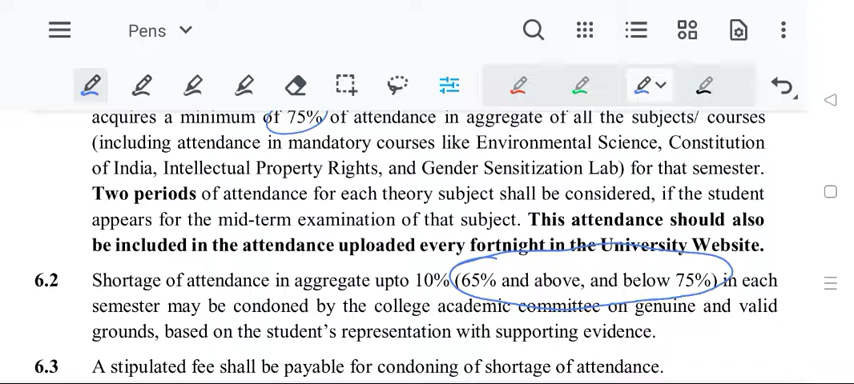 Pens
acquires a minimum of 75% of attendance in aggregate of all the subjects/ courses
(including attendance in mandatory courses like Environmental Science, Constitution
of India, Intellectual Property Rights, and Gender Sensitization Lab) for that semester.
Two periods of attendance for each theory subject shall be considered, if the student
appears for the mid-term examination of that subject. This attendance should also
be included in the attendance uploaded every fortnight in the University Website.
6.2 Shortage of attendance in aggregate upto 10% (65% and above, and below 75%) in each
semester may be condoned by the college academic committee on genuine and valid
grounds, based on the student’s representation with supporting evidence.
6.3 A stipulated fee shall be payable for condoning of shortage of attendance.